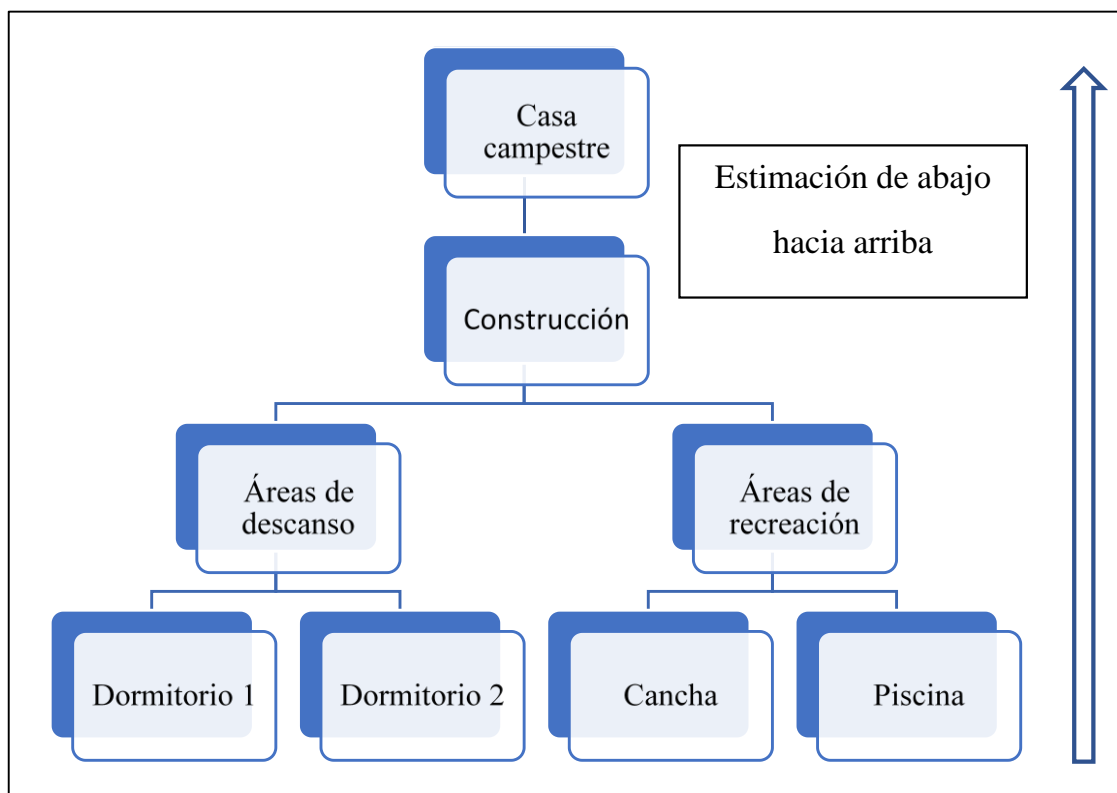 Casa
campestre
Estimación de abajo
hacia arriba
Construcción
Áreas de
descanso
Áreas de
recreación
Dormitorio 1
Dormitorio 2
Cancha
Piscina